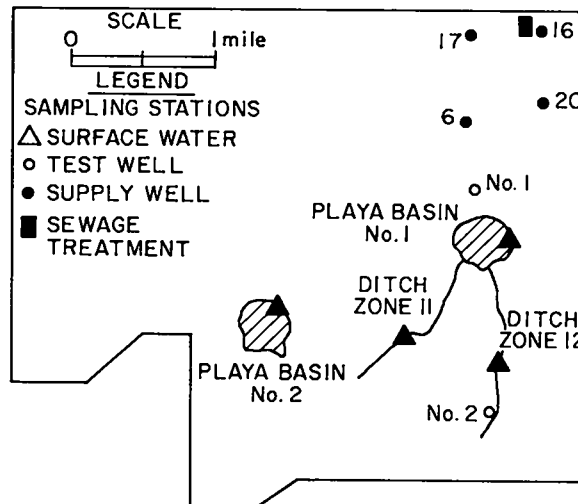 SCALE
0 1 mile
LEGEND
SAMPLING STATIONS
SURFACE WATER
TEST WELL
SUPPLY WELL
SEWAGE
TREATMENT
17
16
20
6
No. 1
PLAYA BASIN
No. 1
DITCH
ZONE 11
DITCH
ZONE 12
PLAYA BASIN
No. 2
No. 2